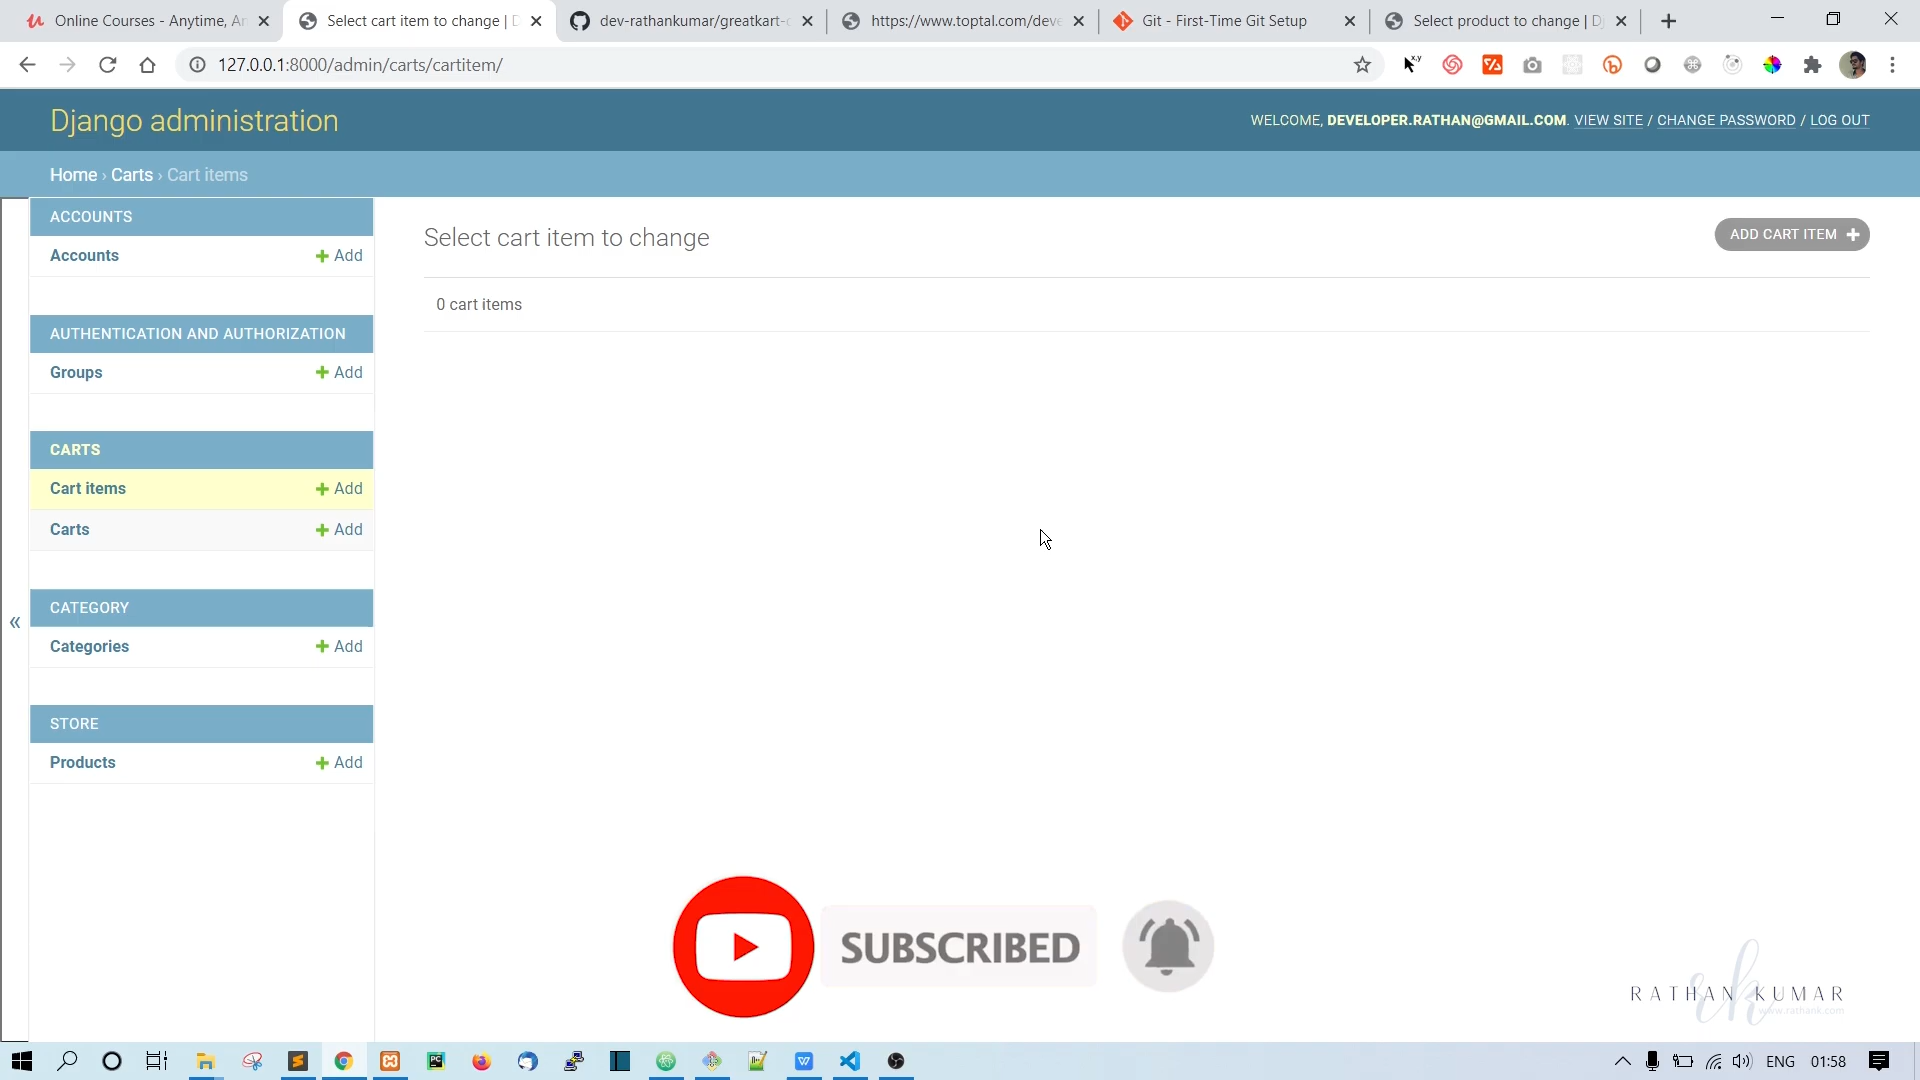 Online Courses - Anytime, An
Select cart item to change | D
dev-rathankumar/greatkart-d
https://www.toptal.com/deve
Git - First-Time Git Setup
Select product to change | Dj
127.0.0.1:8000/admin/carts/cartitem/
Django administration
WELCOME, DEVELOPER.RATHAN@GMAIL.COM. VIEW SITE / CHANGE PASSWORD / LOG OUT
Home › Carts › Cart items
ACCOUNTS
Accounts
Add
AUTHENTICATION AND AUTHORIZATION
Groups
Add
CARTS
Cart items
Add
Carts
Add
CATEGORY
Categories
Add
STORE
Products
Add
«
Select cart item to change
ADD CART ITEM
0 cart items
SUBSCRIBED
RATHAN KUMAR
www.rathank.com
ENG
01:58